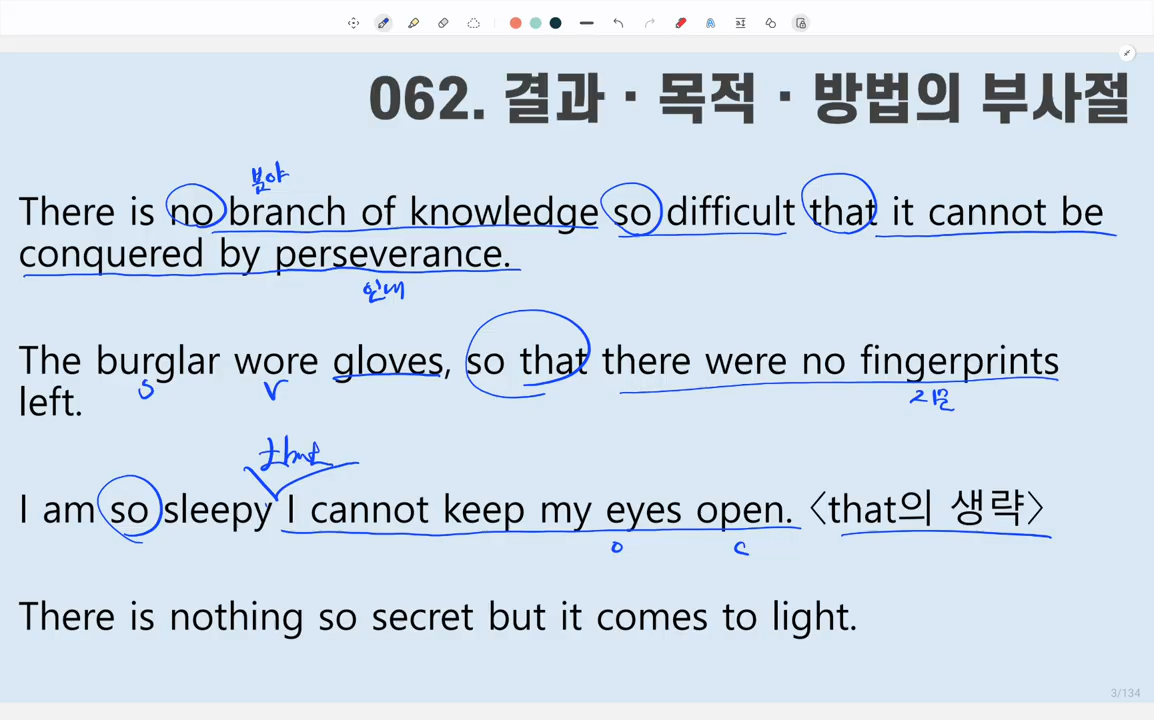 062. 결과 · 목적 · 방법의 부사절
분야
There is no branch of knowledge so difficult that it cannot be
conquered by perseverance.
인내
The burglar wore gloves, so that there were no fingerprints
S V 지문
left.
that
I am so sleepy I cannot keep my eyes open. <that의 생략>
O C
There is nothing so secret but it comes to light.
3/134